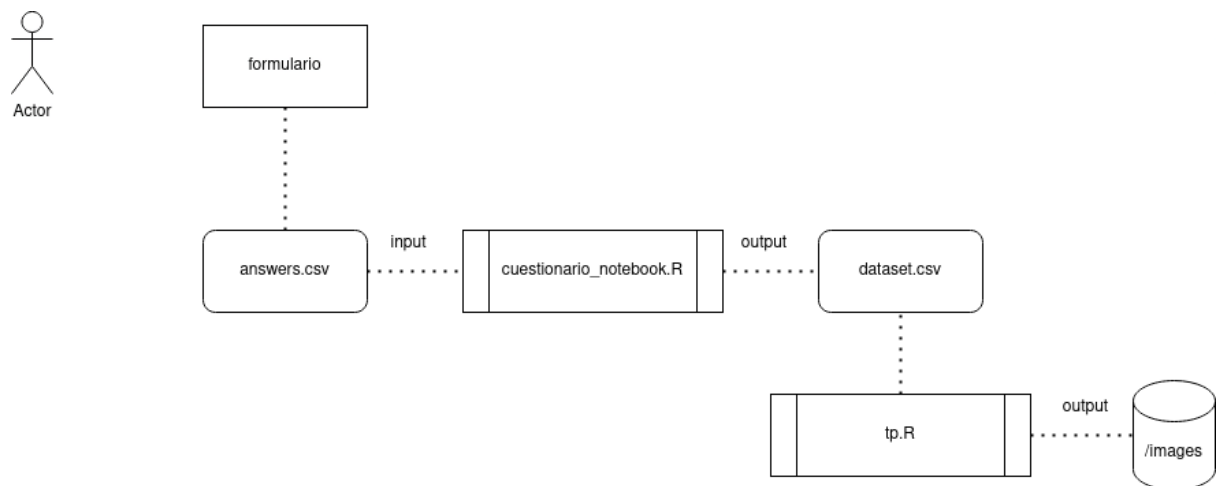 formulario
Actor
input
output
answers.csv
cuestionario_notebook.R
dataset.csv
output
tp.R
/images